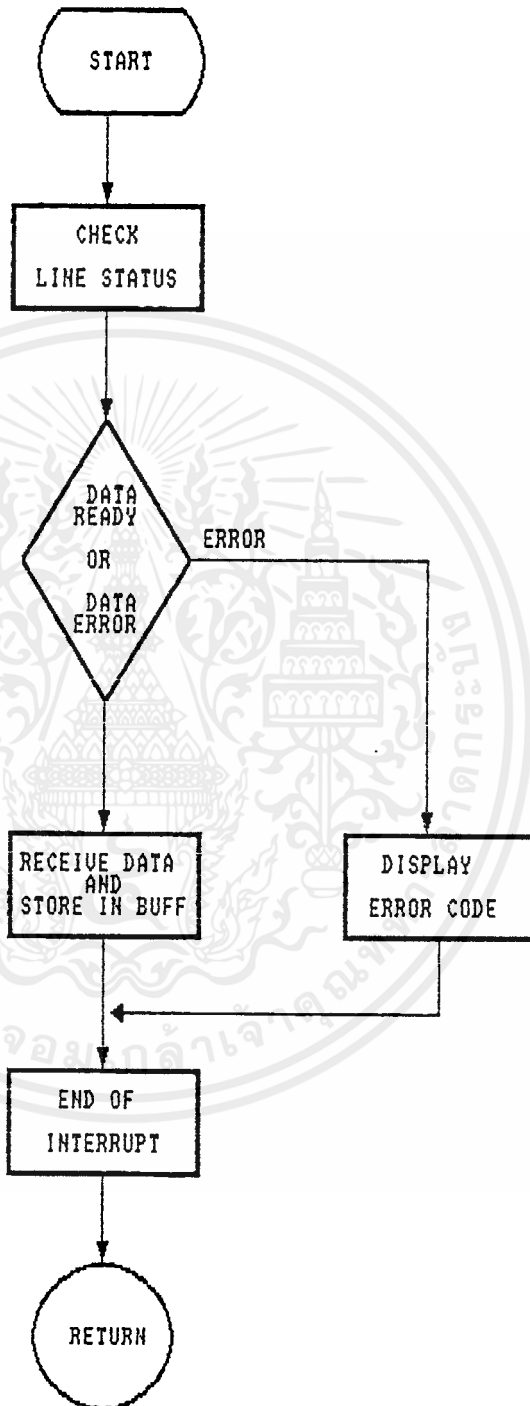 START
CHECK
LINE STATUS
DATA
READY
OR
DATA
ERROR
ERROR
RECEIVE DATA
AND
STORE IN BUFF
DISPLAY
ERROR CODE
END OF
INTERRUPT
RETURN